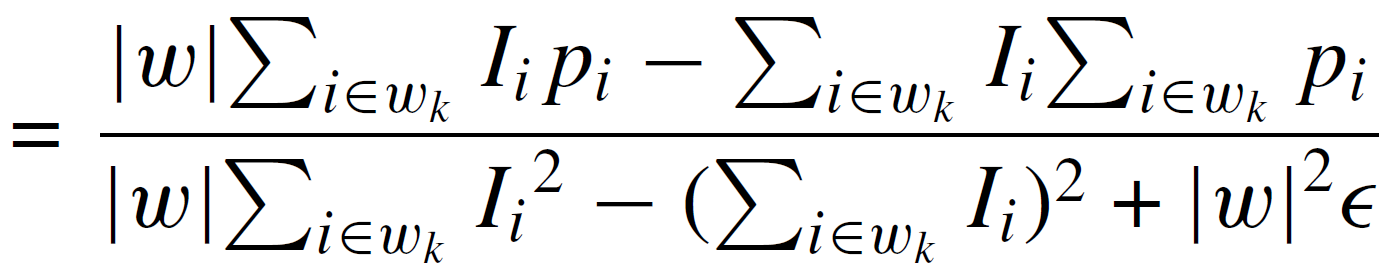 = \frac{|w|\sum_{i \in w_k} I_i p_i - \sum_{i \in w_k} I_i \sum_{i \in w_k} p_i}{|w|\sum_{i \in w_k} {I_i}^2 - (\sum_{i \in w_k} I_i)^2 + |w|^2 \epsilon}